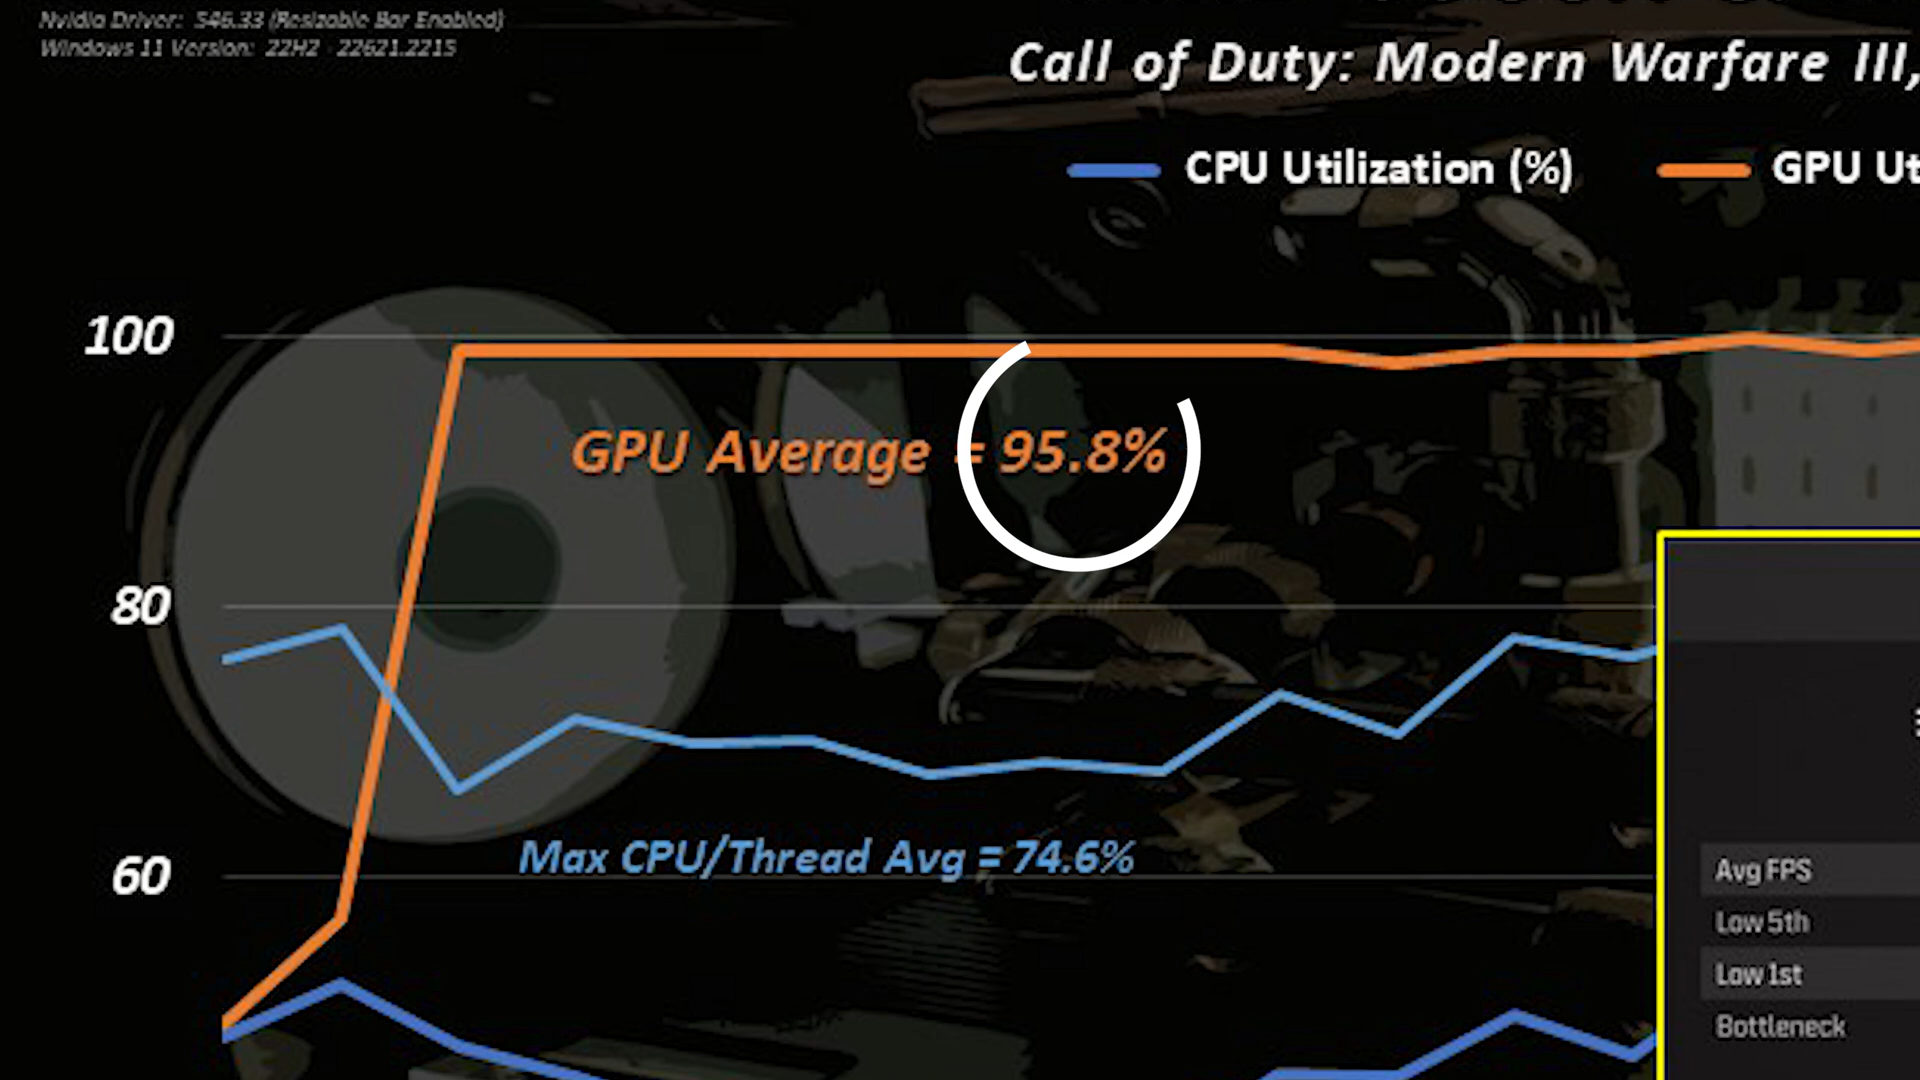 Nvidia Driver: 546.33 (Resizable Bar Enabled)
Windows 11 Version: 22H2 - 22621.2215
Call of Duty: Modern Warfare III,
CPU Utilization (%)
GPU Ut
100
GPU Average = 95.8%
80
Max CPU/Thread Avg = 74.6%
60
Avg FPS
Low 5th
Low 1st
Bottleneck